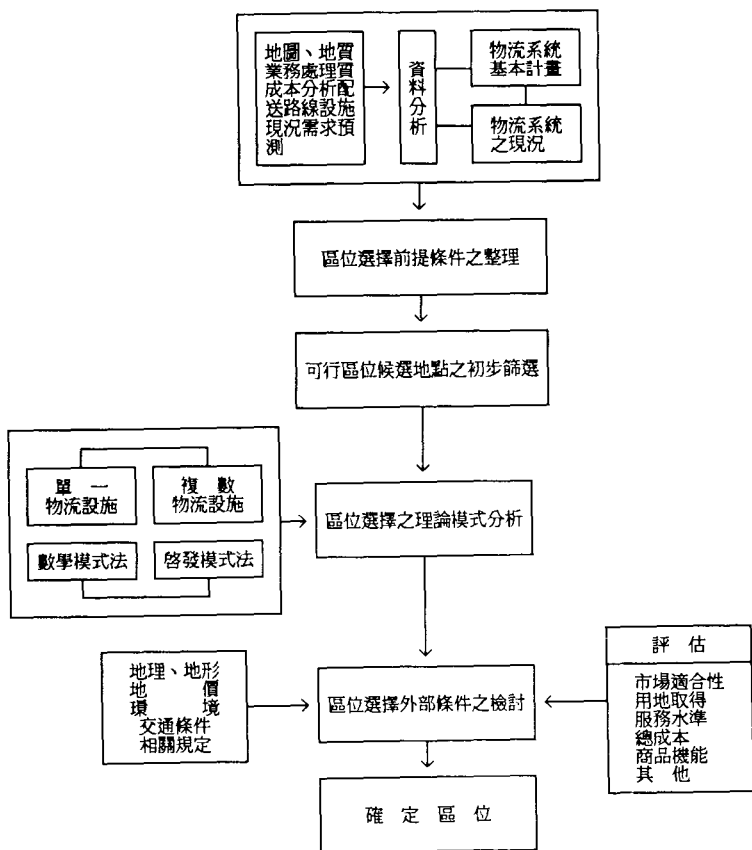 地圖、地質
業務處理質
成本分析配
送路線設施
現況需求預
測
資料分析
物流系統
基本計畫
物流系統
之現況
區位選擇前提條件之整理
可行區位候選地點之初步篩選
單一
物流設施
複數
物流設施
數學模式法
啓發模式法
區位選擇之理論模式分析
地理、地形
地價
環境
交通條件
相關規定
區位選擇外部條件之檢討
評估
市場適合性
用地取得
服務水準
總成本
商品機能
其他
確定區位